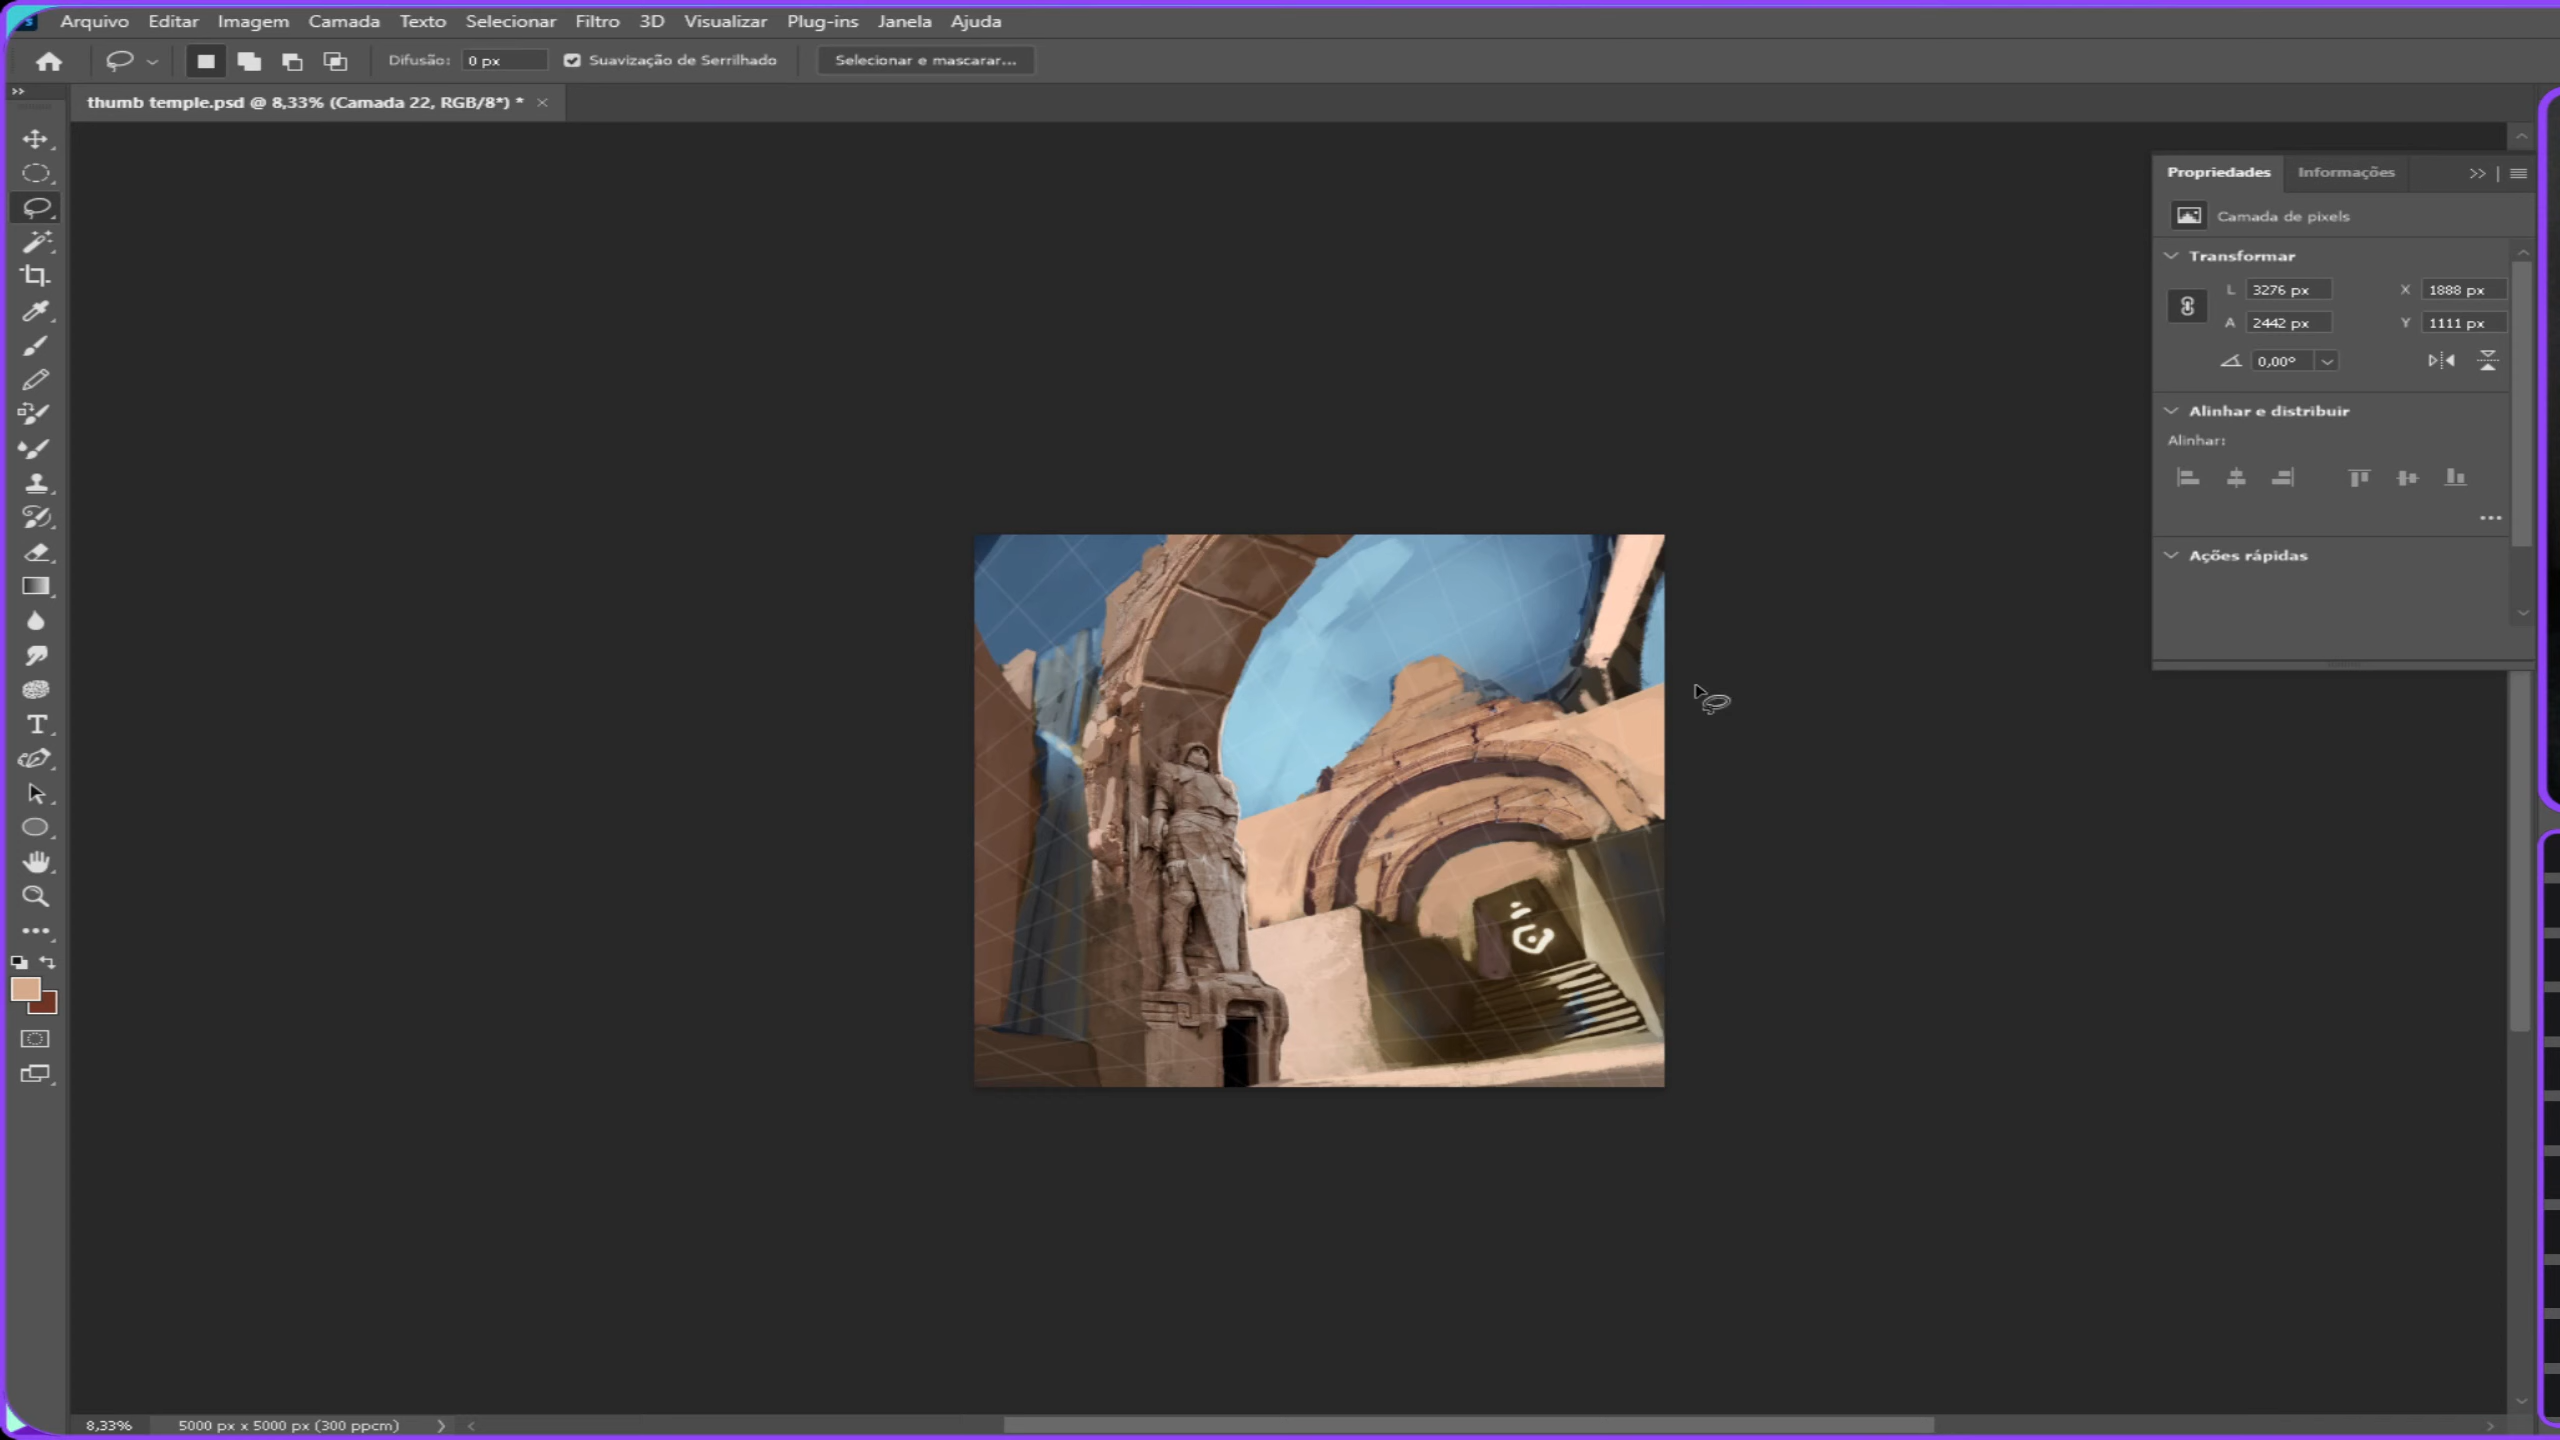 Arquivo Editar Imagem Camada Texto Selecionar Filtro 3D Visualizar Plug-ins Janela Ajuda
Difusão: 0 px Suavização de Serrilhado Selecionar e mascarar...
thumb temple.psd @ 8,33% (Camada 22, RGB/8*) *
Propriedades Informações
Camada de pixels
Transformar
L 3276 px X 1888 px
A 2442 px Y 1111 px
0,00°
Alinhar e distribuir
Alinhar:
Ações rápidas
8,33% 5000 px x 5000 px (300 ppcm)